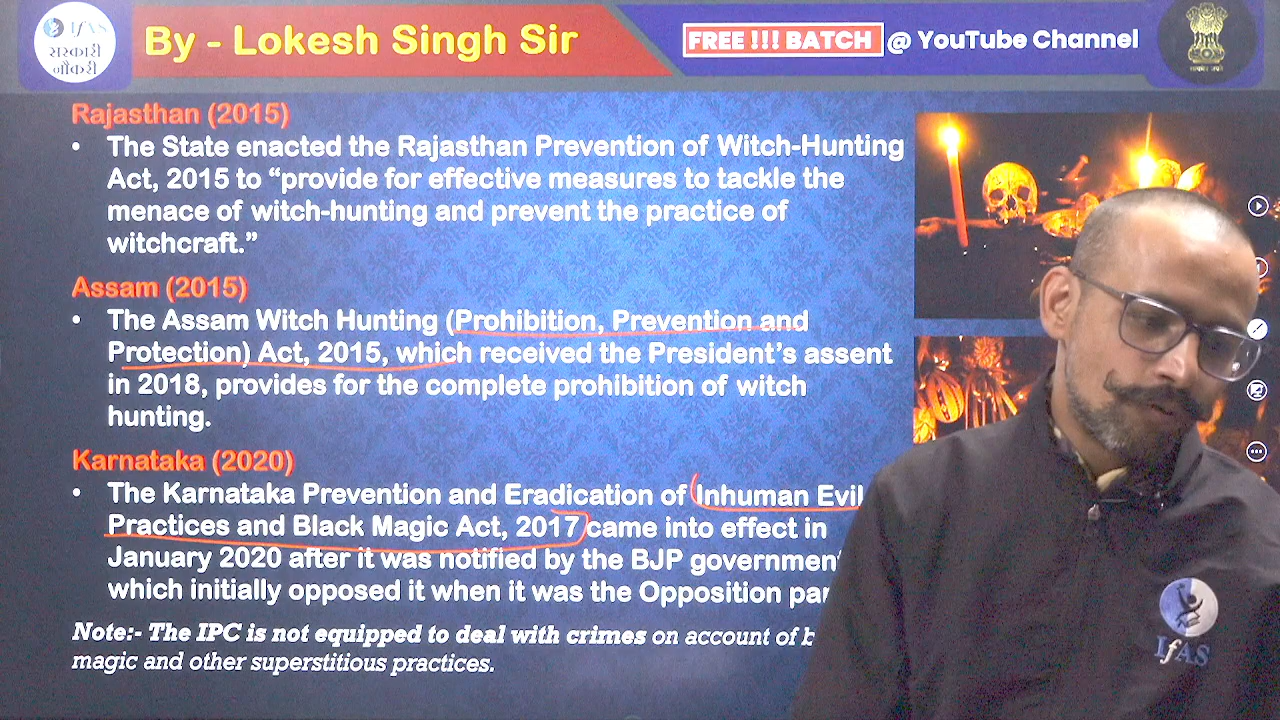 IfAS
सरकारी
नौकरी
By - Lokesh Singh Sir
FREE !!! BATCH @ YouTube Channel
सत्यमेव जयते
Rajasthan (2015)
• The State enacted the Rajasthan Prevention of Witch-Hunting
Act, 2015 to “provide for effective measures to tackle the
menace of witch-hunting and prevent the practice of
witchcraft.”
Assam (2015)
• The Assam Witch Hunting (Prohibition, Prevention and
Protection) Act, 2015, which received the President’s assent
in 2018, provides for the complete prohibition of witch
hunting.
Karnataka (2020)
• The Karnataka Prevention and Eradication of Inhuman Evil
Practices and Black Magic Act, 2017 came into effect in
January 2020 after it was notified by the BJP government
which initially opposed it when it was the Opposition
Note:- The IPC is not equipped to deal with crimes on account of
magic and other superstitious practices.
IfAS